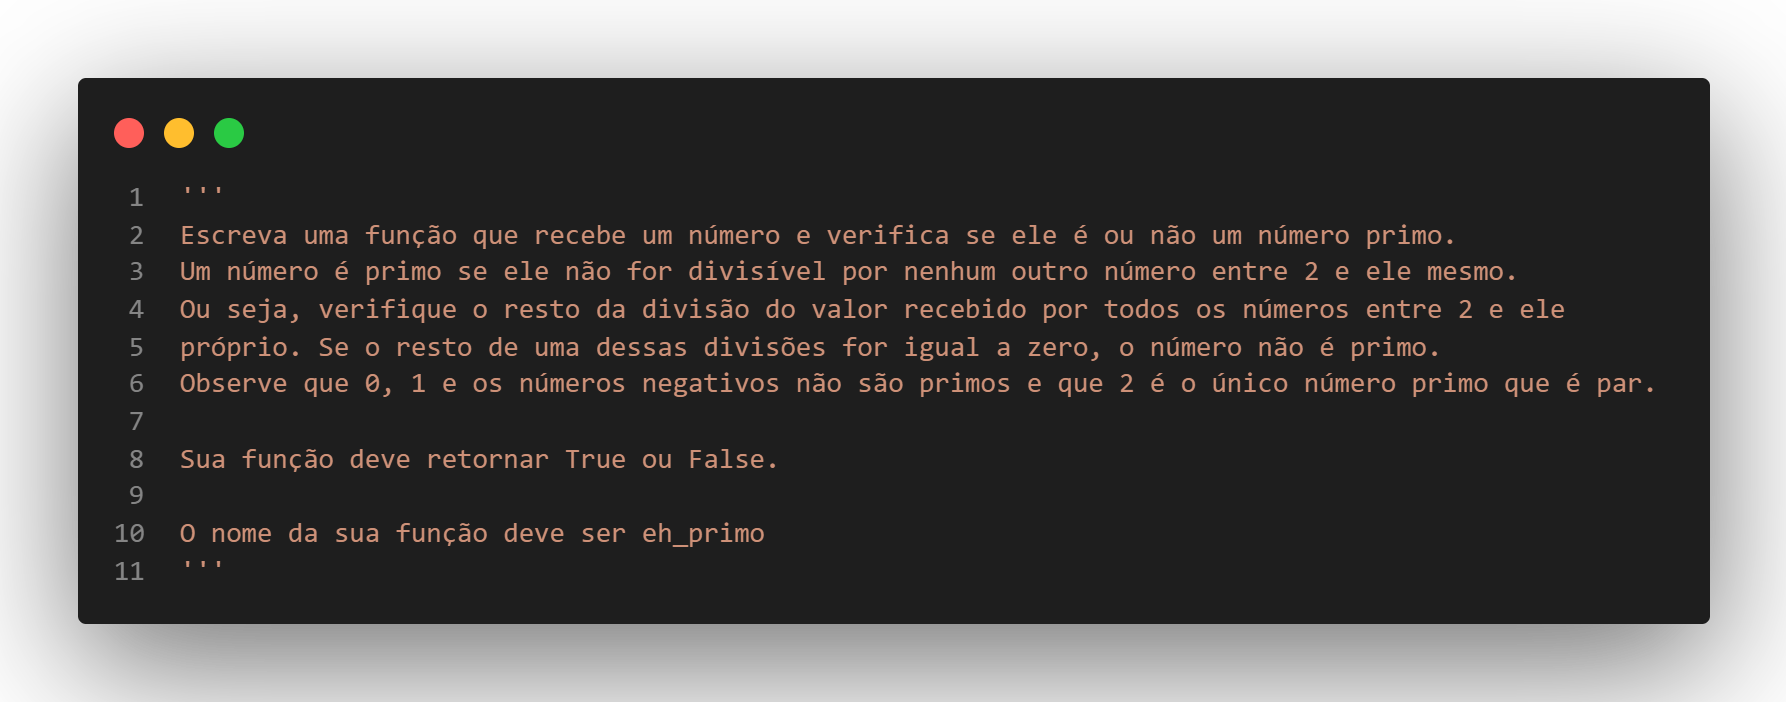 1 '''
2 Escreva uma função que recebe um número e verifica se ele é ou não um número primo.
3 Um número é primo se ele não for divisível por nenhum outro número entre 2 e ele mesmo.
4 Ou seja, verifique o resto da divisão do valor recebido por todos os números entre 2 e ele
5 próprio. Se o resto de uma dessas divisões for igual a zero, o número não é primo.
6 Observe que 0, 1 e os números negativos não são primos e que 2 é o único número primo que é par.
7
8 Sua função deve retornar True ou False.
9
10 O nome da sua função deve ser eh_primo
11 '''